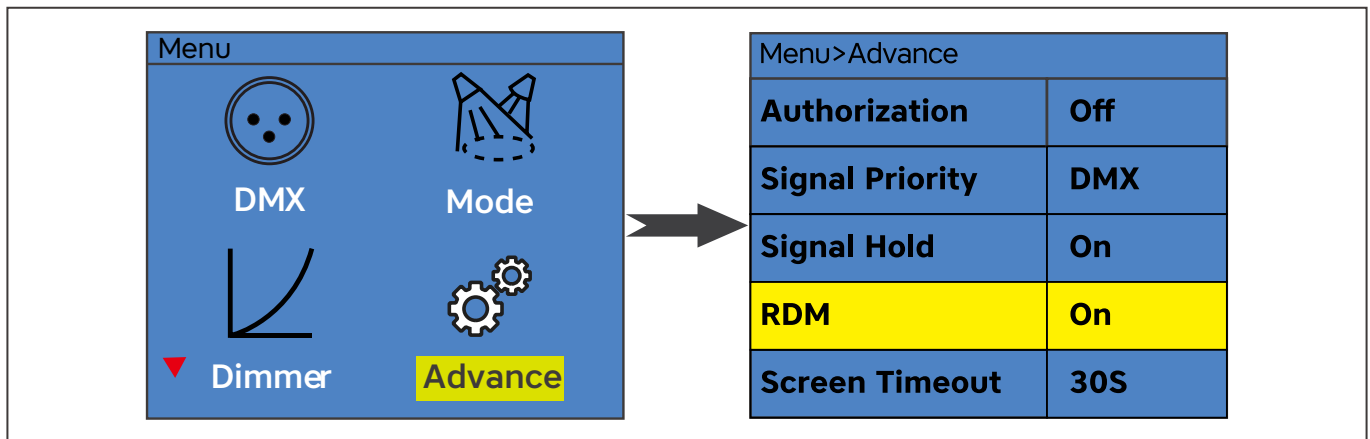 Menu
DMX
Mode
Dimmer
Advance
Menu>Advance
Authorization Off
Signal Priority DMX
Signal Hold On
RDM On
Screen Timeout 30S